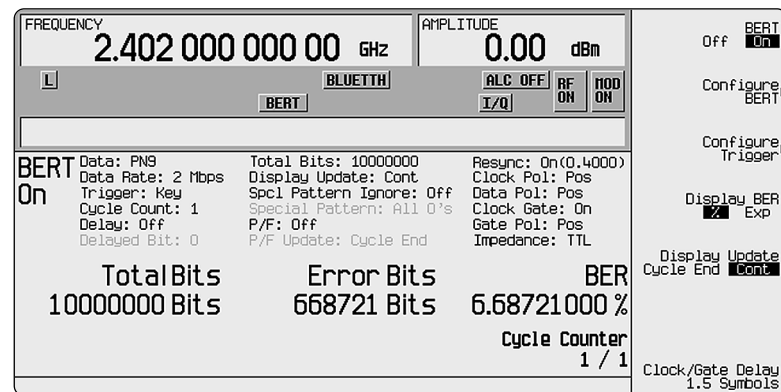 FREQUENCY
2.402 000 000 00 GHz
AMPLITUDE
0.00 dBm
L
BLUETTH
ALC OFF
RF ON
MOD ON
BERT
I/Q
BERT On
Data: PN9
Data Rate: 2 Mbps
Trigger: Key
Cycle Count: 1
Delay: Off
Delayed Bit: 0
Total Bits: 10000000
Display Update: Cont
Spcl Pattern Ignore: Off
Special Pattern: All 0's
P/F: Off
P/F Update: Cycle End
Resync: On(0.4000)
Clock Pol: Pos
Data Pol: Pos
Clock Gate: On
Gate Pol: Pos
Impedance: TTL
Total Bits
Error Bits
BER
10000000 Bits
668721 Bits
6.68721000 %
Cycle Counter
1 / 1
BERT
Off On
Configure
BERT
Configure
Trigger
Display BER
% Exp
Display Update
Cycle End Cont
Clock/Gate Delay
1.5 Symbols